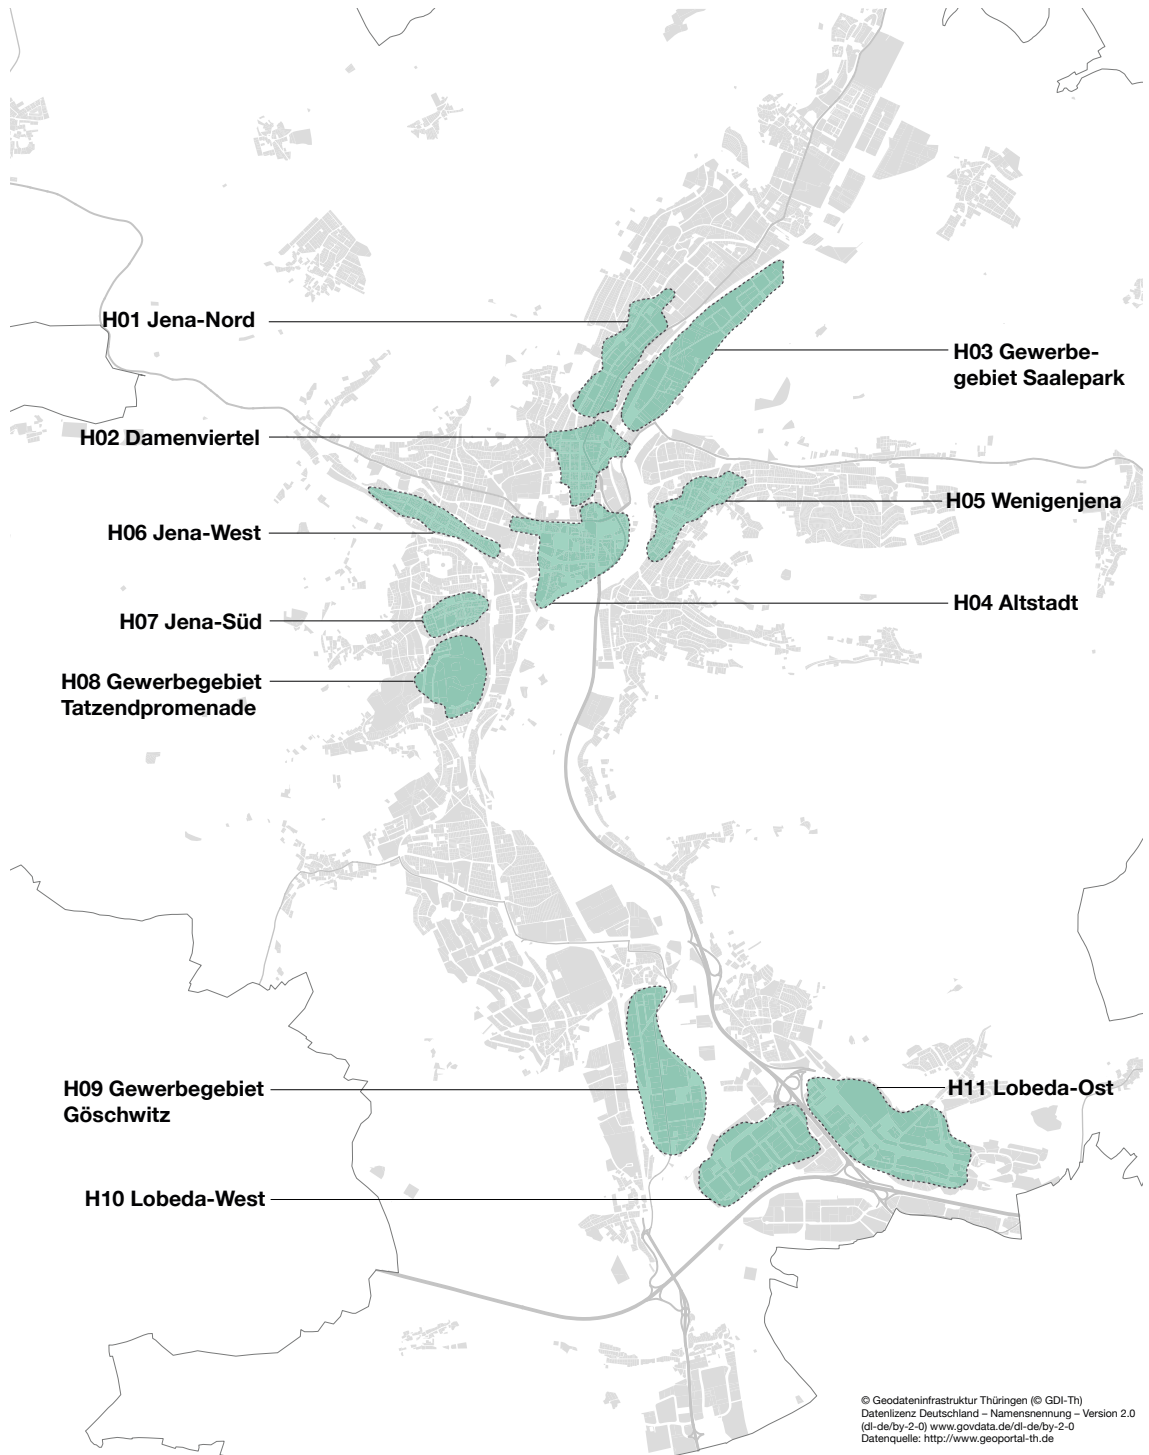 H01 Jena-Nord
H03 Gewerbe-
gebiet Saalepark
H02 Damenviertel
H05 Wenigenjena
H06 Jena-West
H04 Altstadt
H07 Jena-Süd
H08 Gewerbegebiet
Tatzendpromenade
H09 Gewerbegebiet
Göschwitz
H11 Lobeda-Ost
H10 Lobeda-West
© Geodateninfrastruktur Thüringen (© GDI-Th)
Datenlizenz Deutschland – Namensnennung – Version 2.0
(dl-de/by-2-0) www.govdata.de/dl-de/by-2-0
Datenquelle: http://www.geoportal-th.de